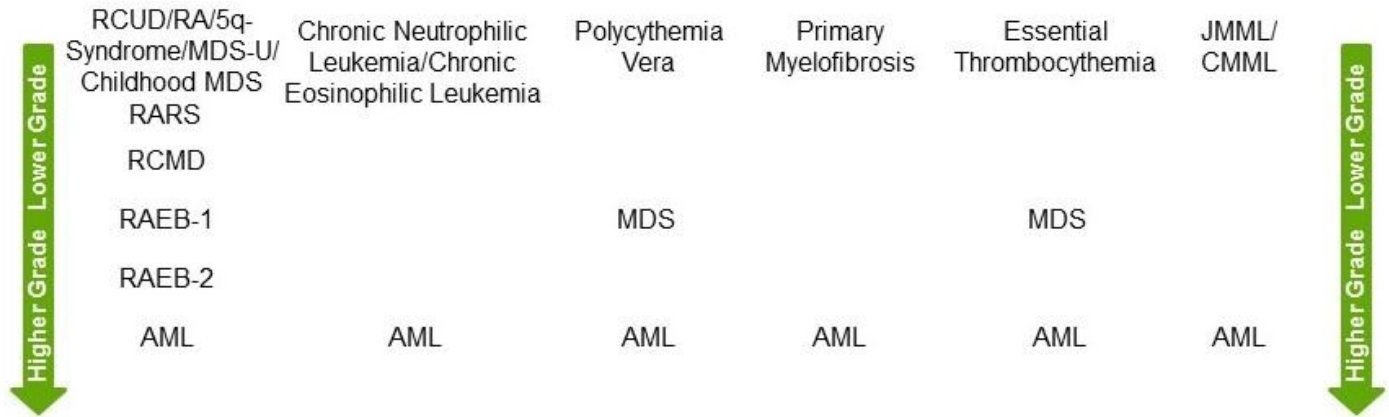 RCUD/RA/5q-
Syndrome/MDS-U/
Childhood MDS
RARS
RCMD
RAEB-1
RAEB-2
AML
Chronic Neutrophilic
Leukemia/Chronic
Eosinophilic Leukemia
AML
Polycythemia
Vera
MDS
AML
Primary
Myelofibrosis
AML
Essential
Thrombocythemia
MDS
AML
JMML/
CMML
AML
Higher Grade Lower Grade
Higher Grade Lower Grade